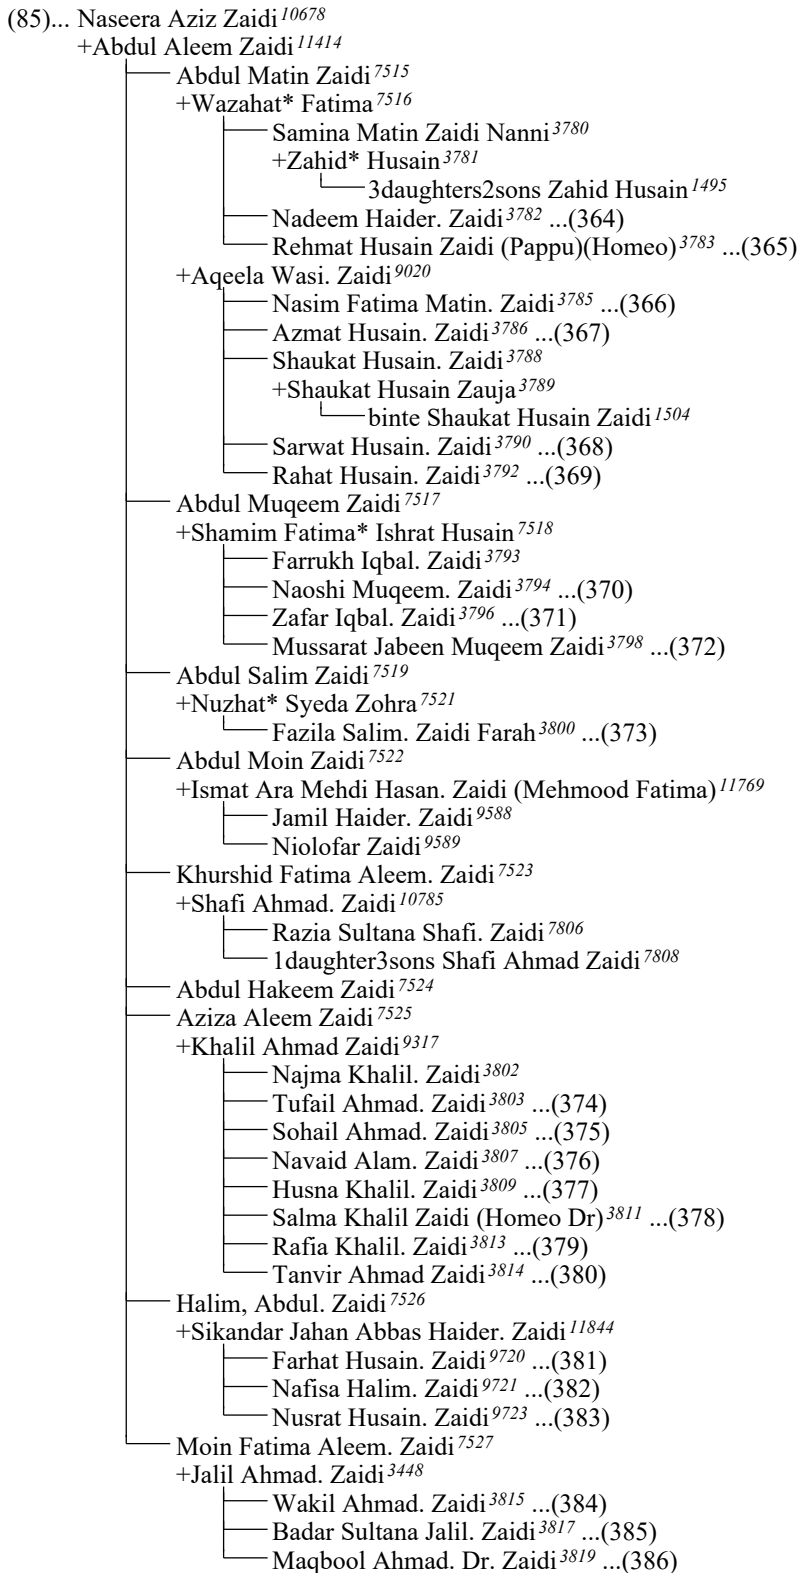 (85)... Naseera Aziz Zaidi 10678
+Abdul Aleem Zaidi 11414
Abdul Matin Zaidi 7515
+Wazahat* Fatima 7516
Samina Matin Zaidi Nanni 3780
+Zahid* Husain 3781
3daughters2sons Zahid Husain 1495
Nadeem Haider. Zaidi 3782 ...(364)
Rehmat Husain Zaidi (Pappu)(Homeo) 3783 ...(365)
+Aqeela Wasi. Zaidi 9020
Nasim Fatima Matin. Zaidi 3785 ...(366)
Azmat Husain. Zaidi 3786 ...(367)
Shaukat Husain. Zaidi 3788
+Shaukat Husain Zauja 3789
binte Shaukat Husain Zaidi 1504
Sarwat Husain. Zaidi 3790 ...(368)
Rahat Husain. Zaidi 3792 ...(369)
Abdul Muqeem Zaidi 7517
+Shamim Fatima* Ishrat Husain 7518
Farrukh Iqbal. Zaidi 3793
Naoshi Muqeem. Zaidi 3794 ...(370)
Zafar Iqbal. Zaidi 3796 ...(371)
Mussarat Jabeen Muqeem Zaidi 3798 ...(372)
Abdul Salim Zaidi 7519
+Nuzhat* Syeda Zohra 7521
Fazila Salim. Zaidi Farah 3800 ...(373)
Abdul Moin Zaidi 7522
+Ismat Ara Mehdi Hasan. Zaidi (Mehmood Fatima) 11769
Jamil Haider. Zaidi 9588
Niolofar Zaidi 9589
Khurshid Fatima Aleem. Zaidi 7523
+Shafi Ahmad. Zaidi 10785
Razia Sultana Shafi. Zaidi 7806
1daughter3sons Shafi Ahmad Zaidi 7808
Abdul Hakeem Zaidi 7524
Aziza Aleem Zaidi 7525
+Khalil Ahmad Zaidi 9317
Najma Khalil. Zaidi 3802
Tufail Ahmad. Zaidi 3803 ...(374)
Sohail Ahmad. Zaidi 3805 ...(375)
Navaid Alam. Zaidi 3807 ...(376)
Husna Khalil. Zaidi 3809 ...(377)
Salma Khalil Zaidi (Homeo Dr) 3811 ...(378)
Rafia Khalil. Zaidi 3813 ...(379)
Tanvir Ahmad Zaidi 3814 ...(380)
Halim, Abdul. Zaidi 7526
+Sikandar Jahan Abbas Haider. Zaidi 11844
Farhat Husain. Zaidi 9720 ...(381)
Nafisa Halim. Zaidi 9721 ...(382)
Nusrat Husain. Zaidi 9723 ...(383)
Moin Fatima Aleem. Zaidi 7527
+Jalil Ahmad. Zaidi 3448
Wakil Ahmad. Zaidi 3815 ...(384)
Badar Sultana Jalil. Zaidi 3817 ...(385)
Maqbool Ahmad. Dr. Zaidi 3819 ...(386)